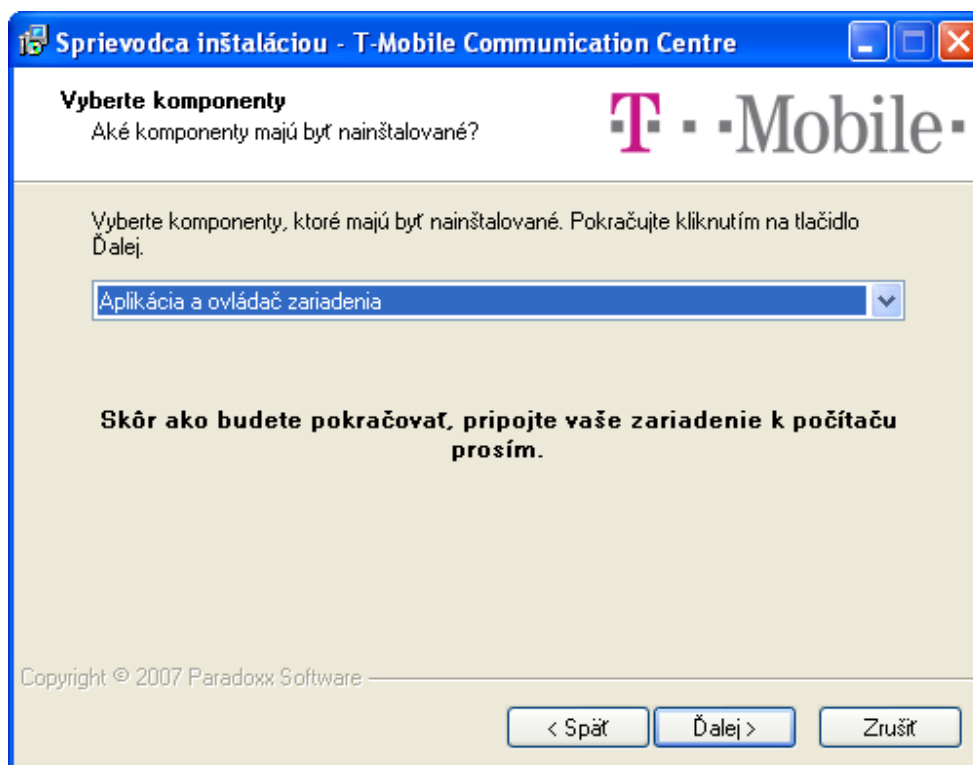 Sprievodca inštaláciou - T-Mobile Communication Centre
Vyberte komponenty
Aké komponenty majú byť nainštalované?
T · · Mobile ·
Vyberte komponenty, ktoré majú byť nainštalované. Pokračujte kliknutím na tlačidlo
Ďalej.
Aplikácia a ovládač zariadenia
Skôr ako budete pokračovať, pripojte vaše zariadenie k počítaču
prosím.
Copyright © 2007 Paradoxx Software
< Späť
Ďalej >
Zrušiť